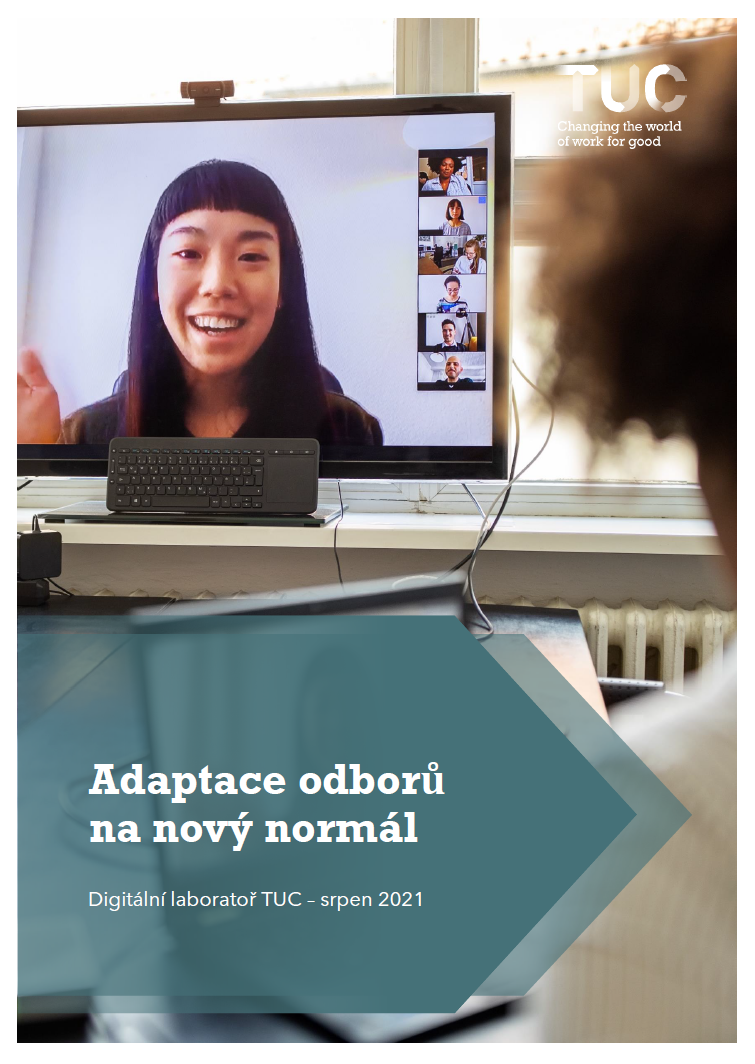 TUC
Changing the world
of work for good
Adaptace odborů
na nový normál
Digitální laboratoř TUC – srpen 2021